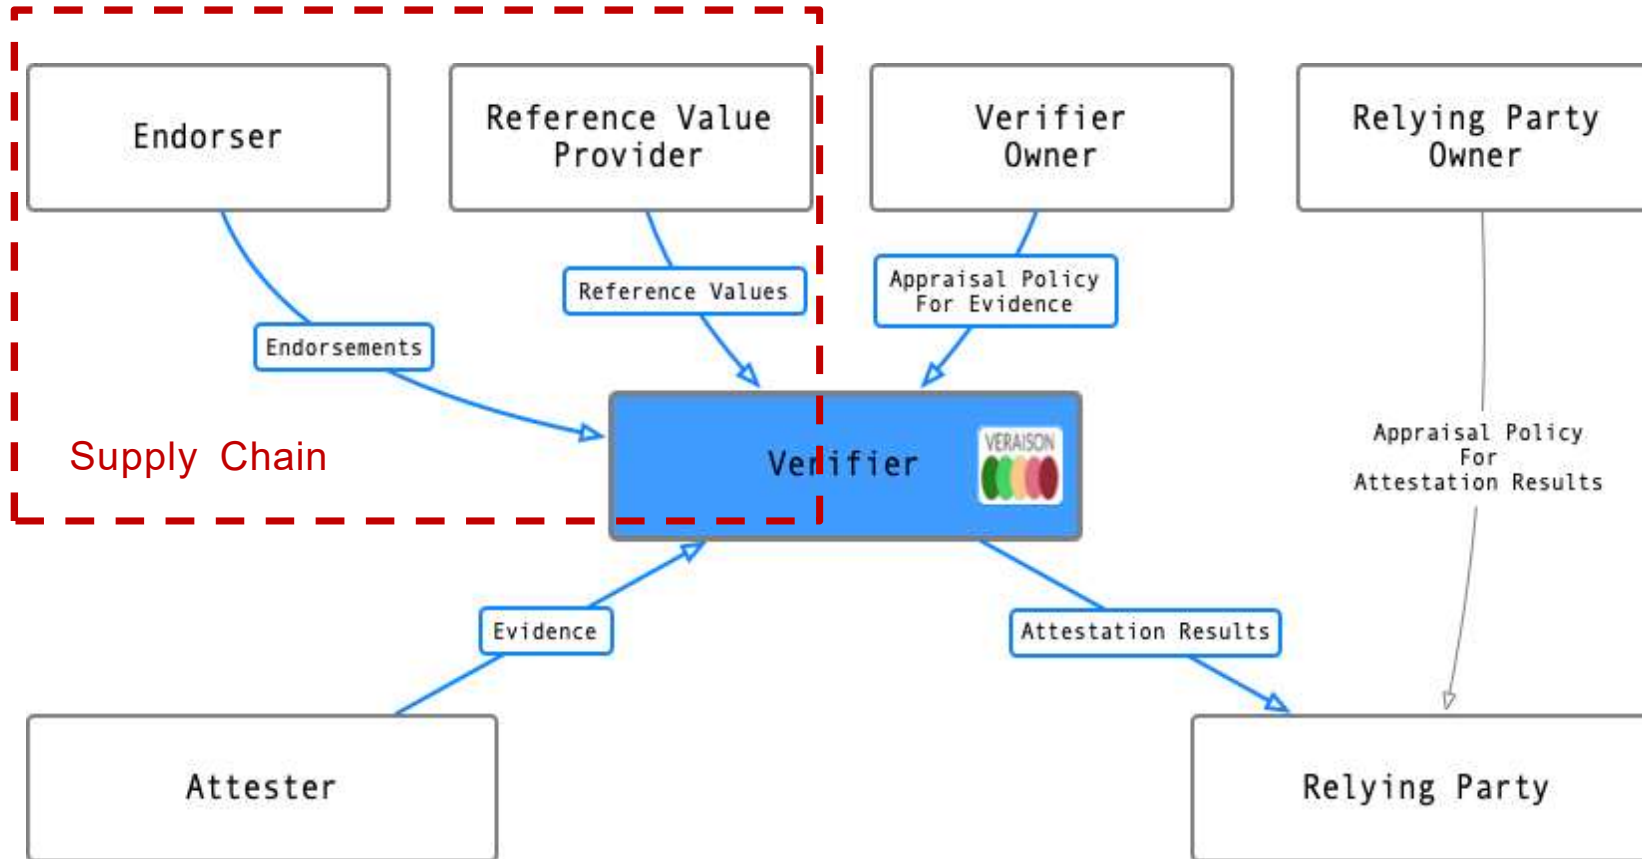 Endorser
Reference Value
Provider
Verifier
Owner
Relying Party
Owner
Reference Values
Appraisal Policy
For Evidence
Endorsements
Supply Chain
Verifier
VERAISON
Appraisal Policy
For
Attestation Results
Evidence
Attestation Results
Attester
Relying Party